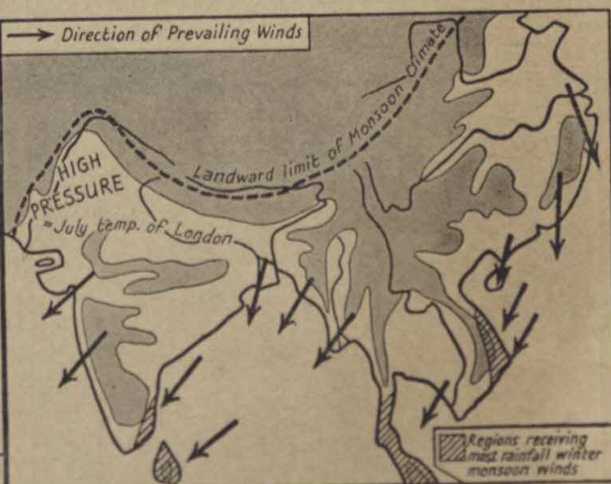 Direction of Prevailing Winds
Landward limit of Monsoon Climate
HIGH
PRESSURE
= July temp. of London
Regions receiving
most rainfall winter
monsoon winds